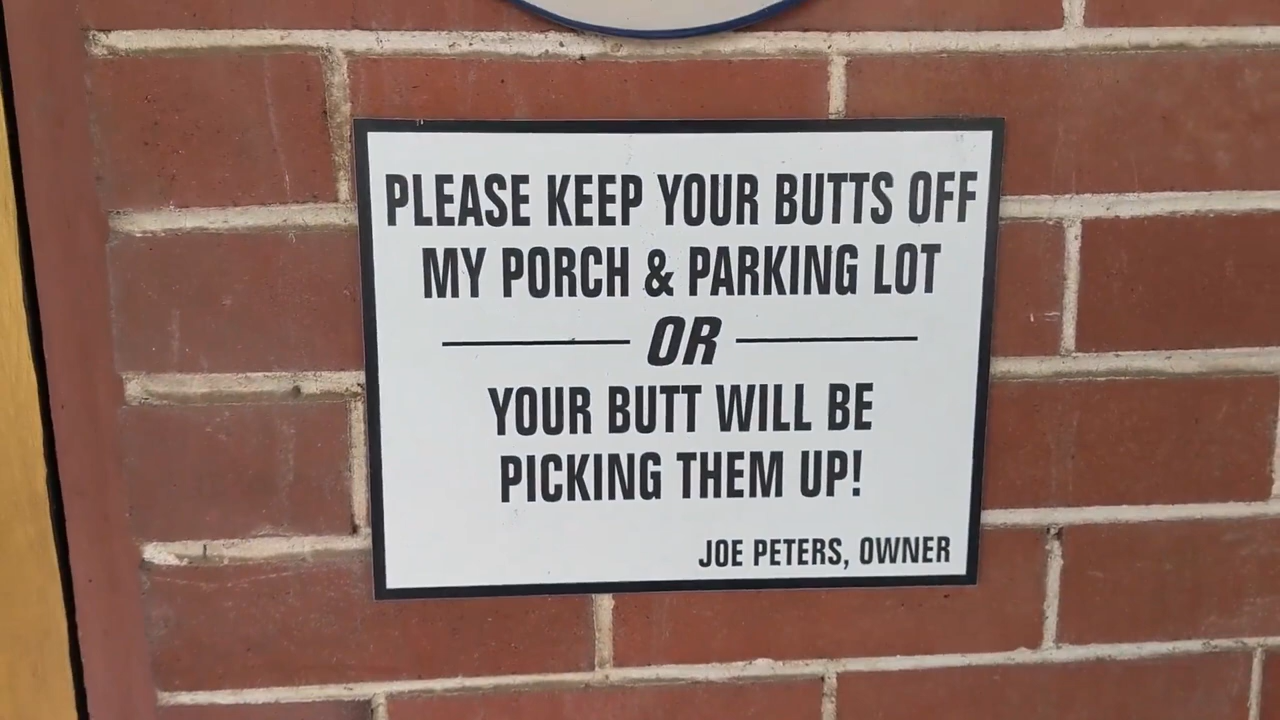 PLEASE KEEP YOUR BUTTS OFF
MY PORCH & PARKING LOT
OR
YOUR BUTT WILL BE
PICKING THEM UP!
JOE PETERS, OWNER